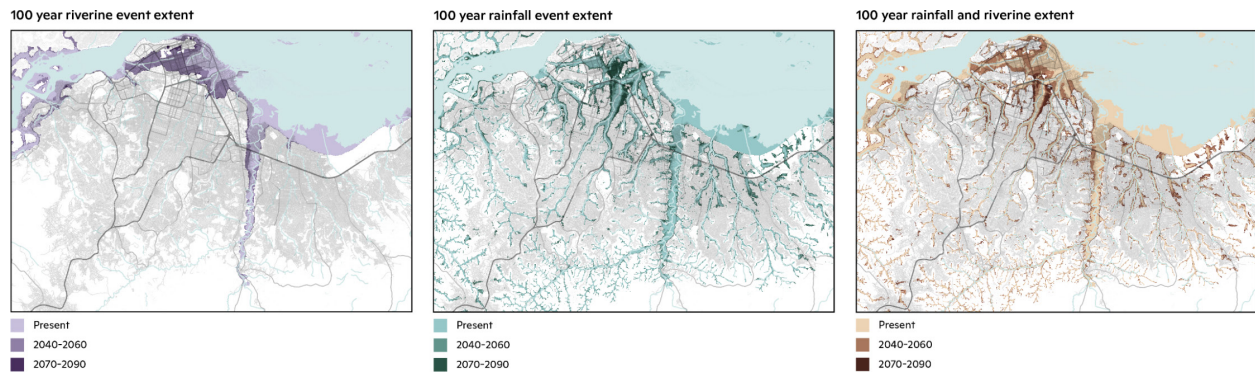 100 year riverine event extent
Present
2040-2060
2070-2090
100 year rainfall event extent
Present
2040-2060
2070-2090
100 year rainfall and riverine extent
Present
2040-2060
2070-2090